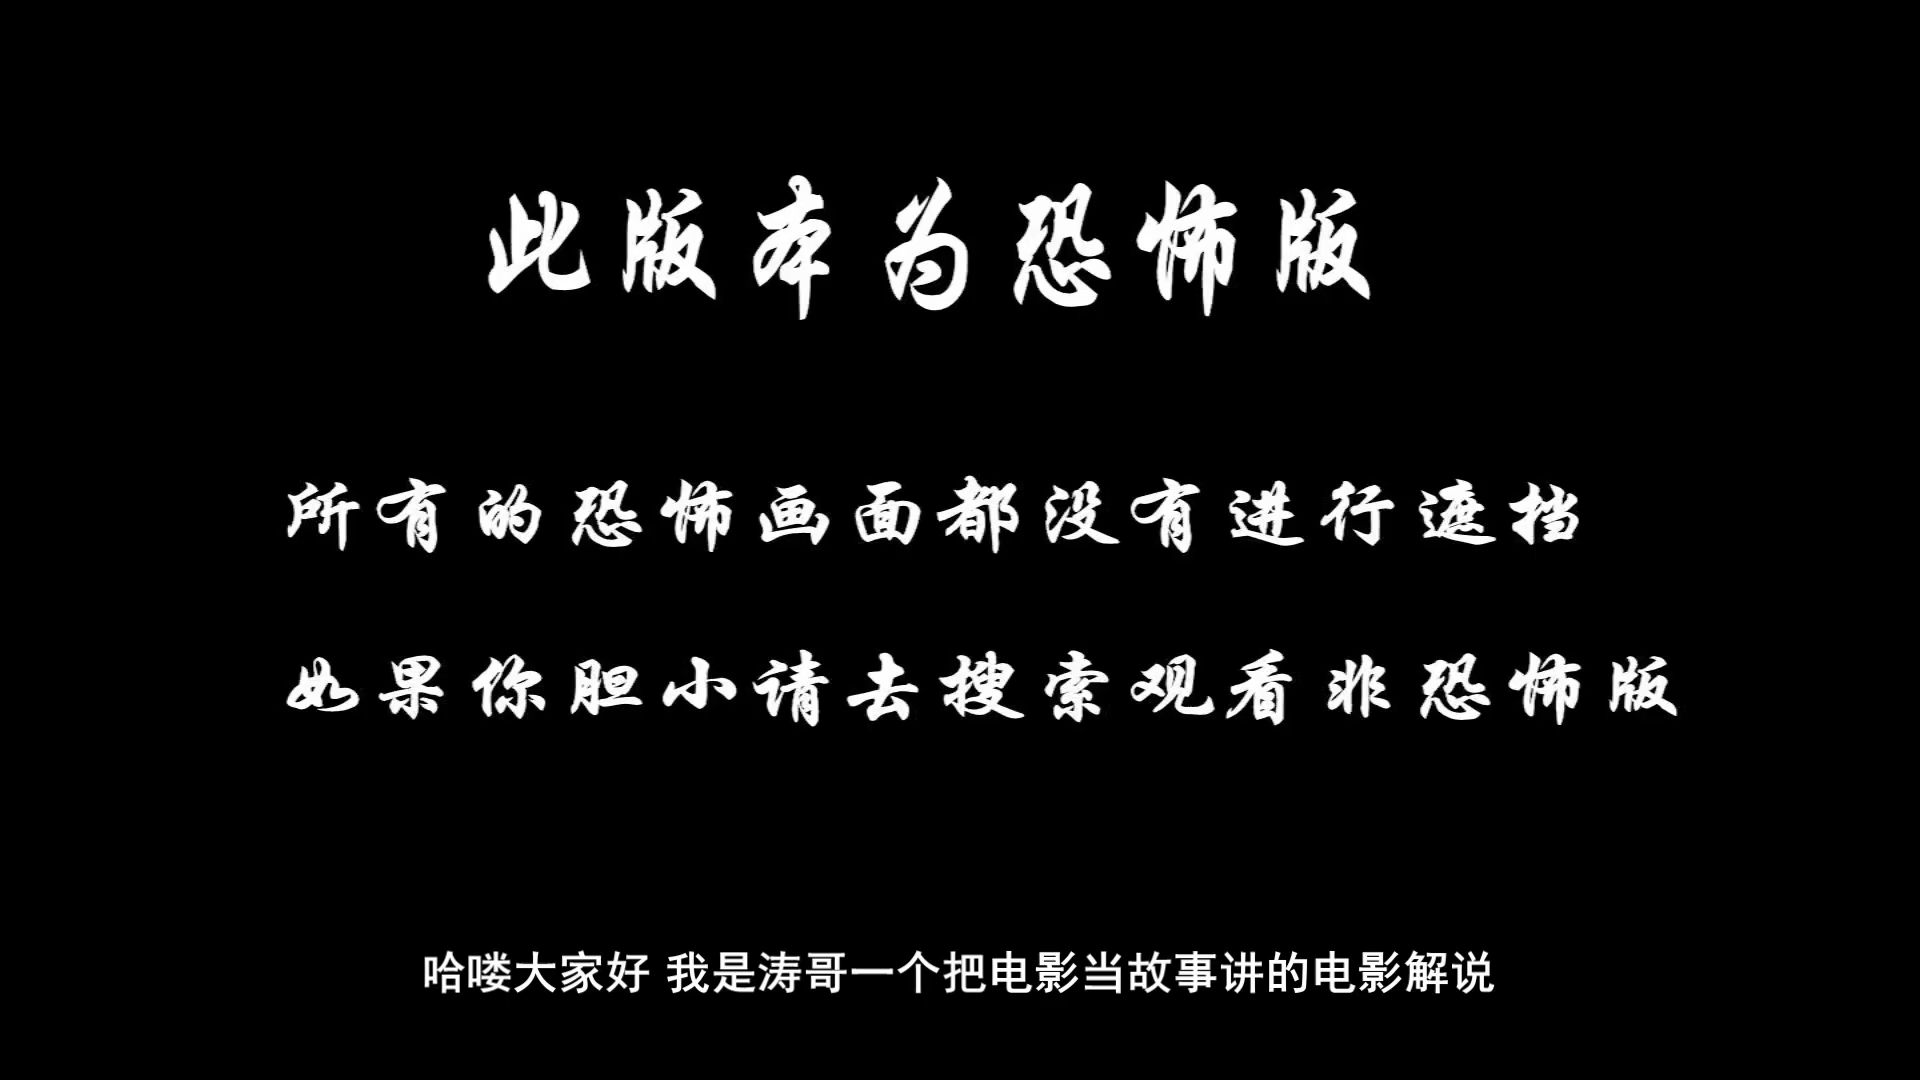 此版本为恐怖版
所有的恐怖画面都没有进行遮挡
如果你胆小请去搜索观看非恐怖版
哈喽大家好 我是涛哥一个把电影当故事讲的电影解说